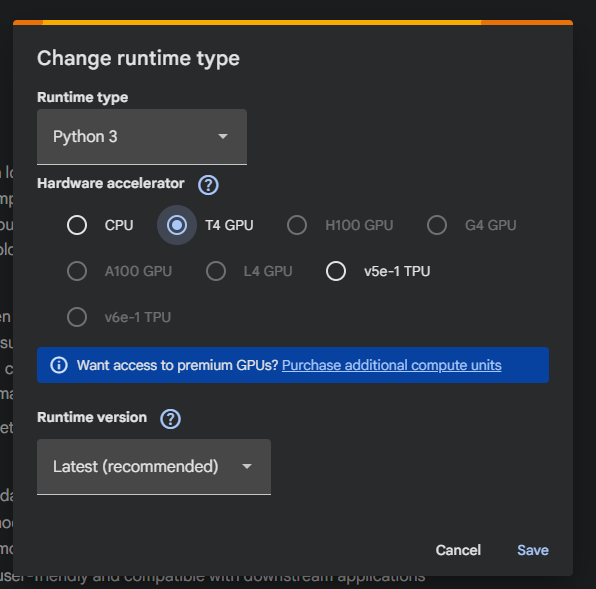 Change runtime type
Runtime type
Python 3
Hardware accelerator ?
CPU T4 GPU H100 GPU G4 GPU
A100 GPU L4 GPU v5e-1 TPU
v6e-1 TPU
Want access to premium GPUs? Purchase additional compute units
Runtime version ?
Latest (recommended)
Cancel Save
user-friendly and compatible with downstream applications